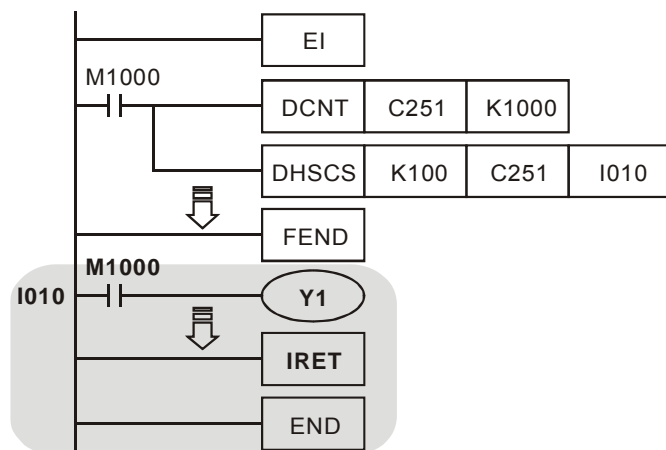 EI
M1000
DCNT C251 K1000
DHSCS K100 C251 I010
FEND
M1000
I010 Y1
IRET
END